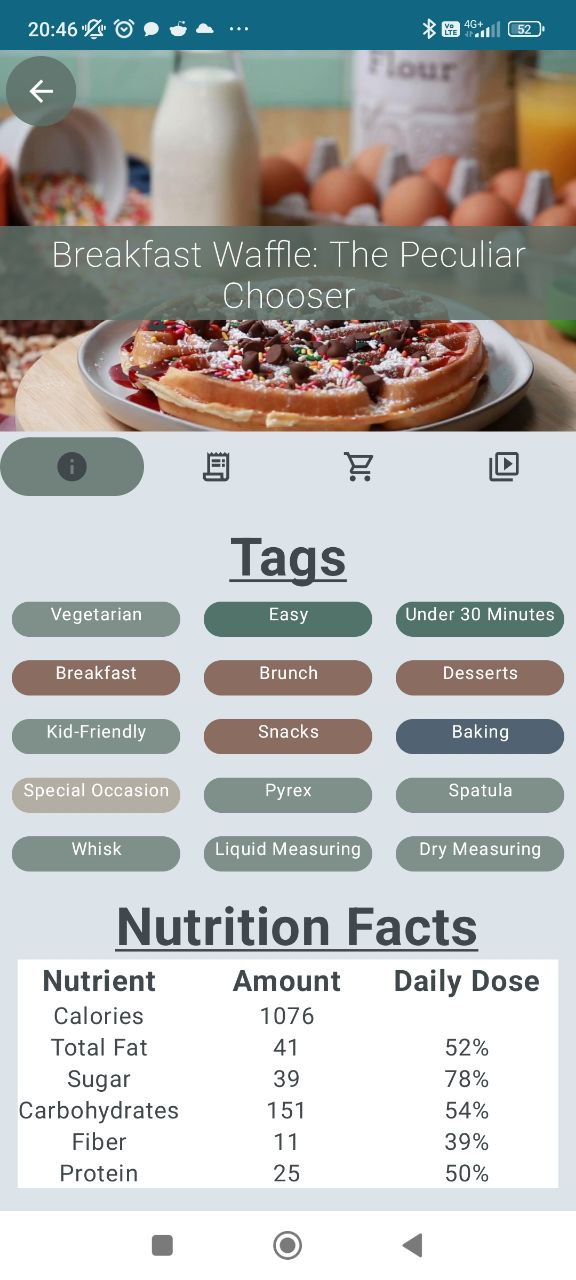 20:46
4G+
Vo
LTE
52
Flour
Breakfast Waffle: The Peculiar
Chooser
Tags
Vegetarian Easy Under 30 Minutes
Breakfast Brunch Desserts
Kid-Friendly Snacks Baking
Special Occasion Pyrex Spatula
Whisk Liquid Measuring Dry Measuring
Nutrition Facts
Nutrient Amount Daily Dose
Calories 1076
Total Fat 41 52%
Sugar 39 78%
Carbohydrates 151 54%
Fiber 11 39%
Protein 25 50%